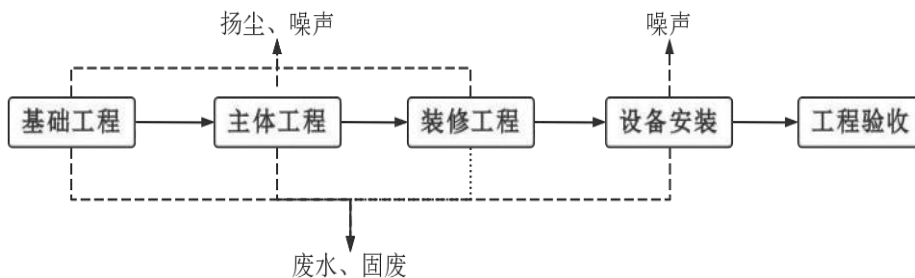 扬尘、噪声
噪声
基础工程
主体工程
装修工程
设备安装
工程验收
废水、固废